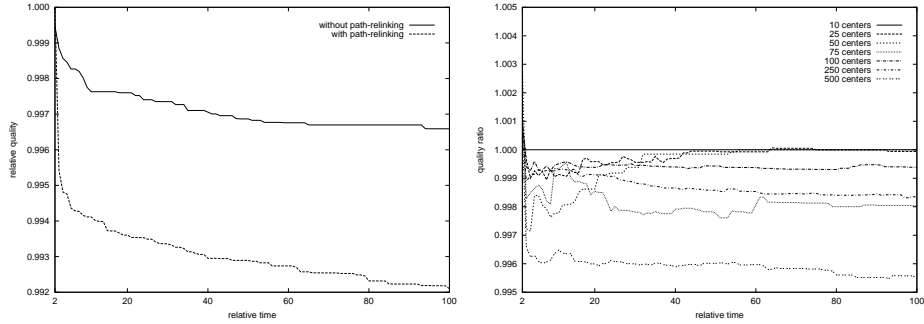 1.000
0.999
0.998
0.997
0.996
0.995
0.994
0.993
0.992
relative quality
without path-relinking
with path-relinking
2
20
40
60
80
100
relative time
1.005
1.004
1.003
1.002
1.001
1.000
0.999
0.998
0.997
0.996
0.995
quality ratio
10 centers
25 centers
50 centers
75 centers
100 centers
250 centers
500 centers
2
20
40
60
80
100
relative time